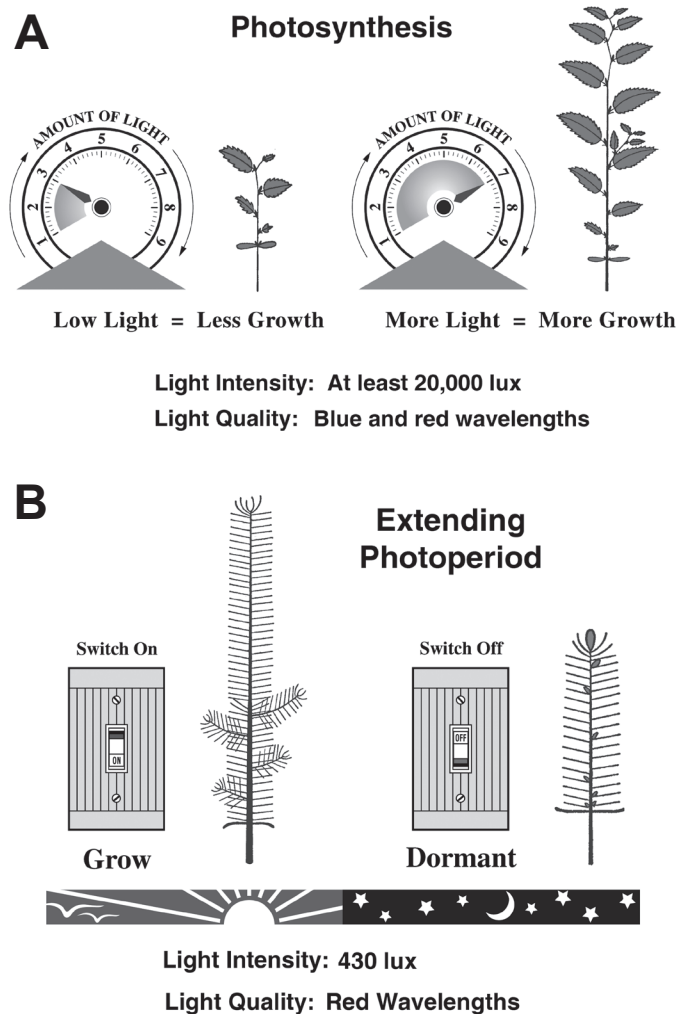 A
Photosynthesis
AMOUNT OF LIGHT
1 2 3 4 5 6 7 8 9
AMOUNT OF LIGHT
1 2 3 4 5 6 7 8 9
Low Light = Less Growth
More Light = More Growth
Light Intensity: At least 20,000 lux
Light Quality: Blue and red wavelengths
B
Extending
Photoperiod
Switch On
ON
Grow
Switch Off
OFF
Dormant
Light Intensity: 430 lux
Light Quality: Red Wavelengths